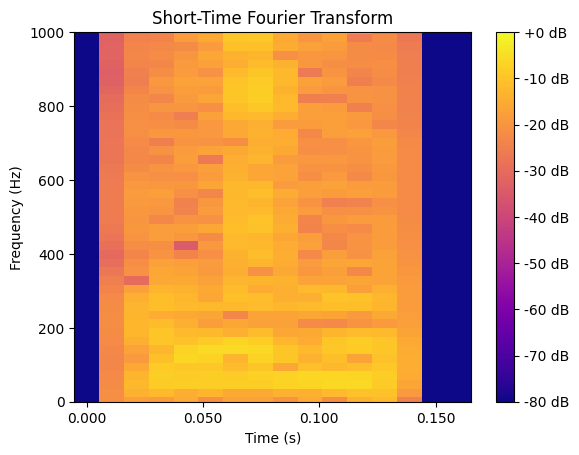 Short-Time Fourier Transform
1000
800
600
400
200
0
Frequency (Hz)
0.000
0.050
0.100
0.150
Time (s)
+0 dB
-10 dB
-20 dB
-30 dB
-40 dB
-50 dB
-60 dB
-70 dB
-80 dB